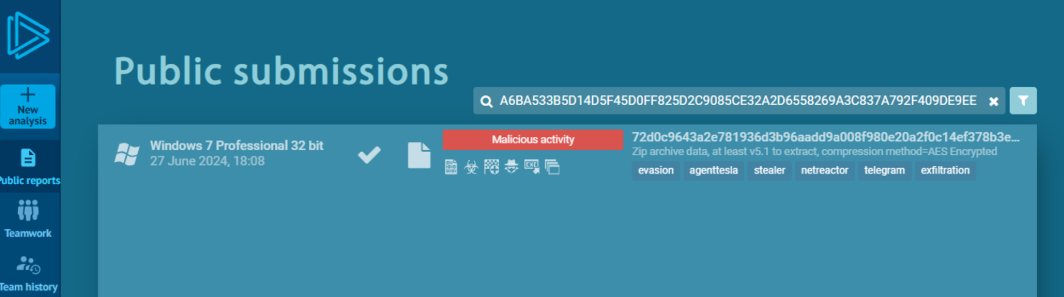 Public submissions
A6BA533B5D14D5F45D0FF825D2C9085CE32A2D6558269A3C837A792F409DE9EE
New
analysis
Public reports
Teamwork
Team history
Windows 7 Professional 32 bit
27 June 2024, 18:08
Malicious activity
72d0c9643a2e781936d3b96aadd9a008f980e20a2f0c14ef378b3e...
Zip archive data, at least v5.1 to extract, compression method=AES Encrypted
evasion agenttesla stealer netreactor telegram exfiltration